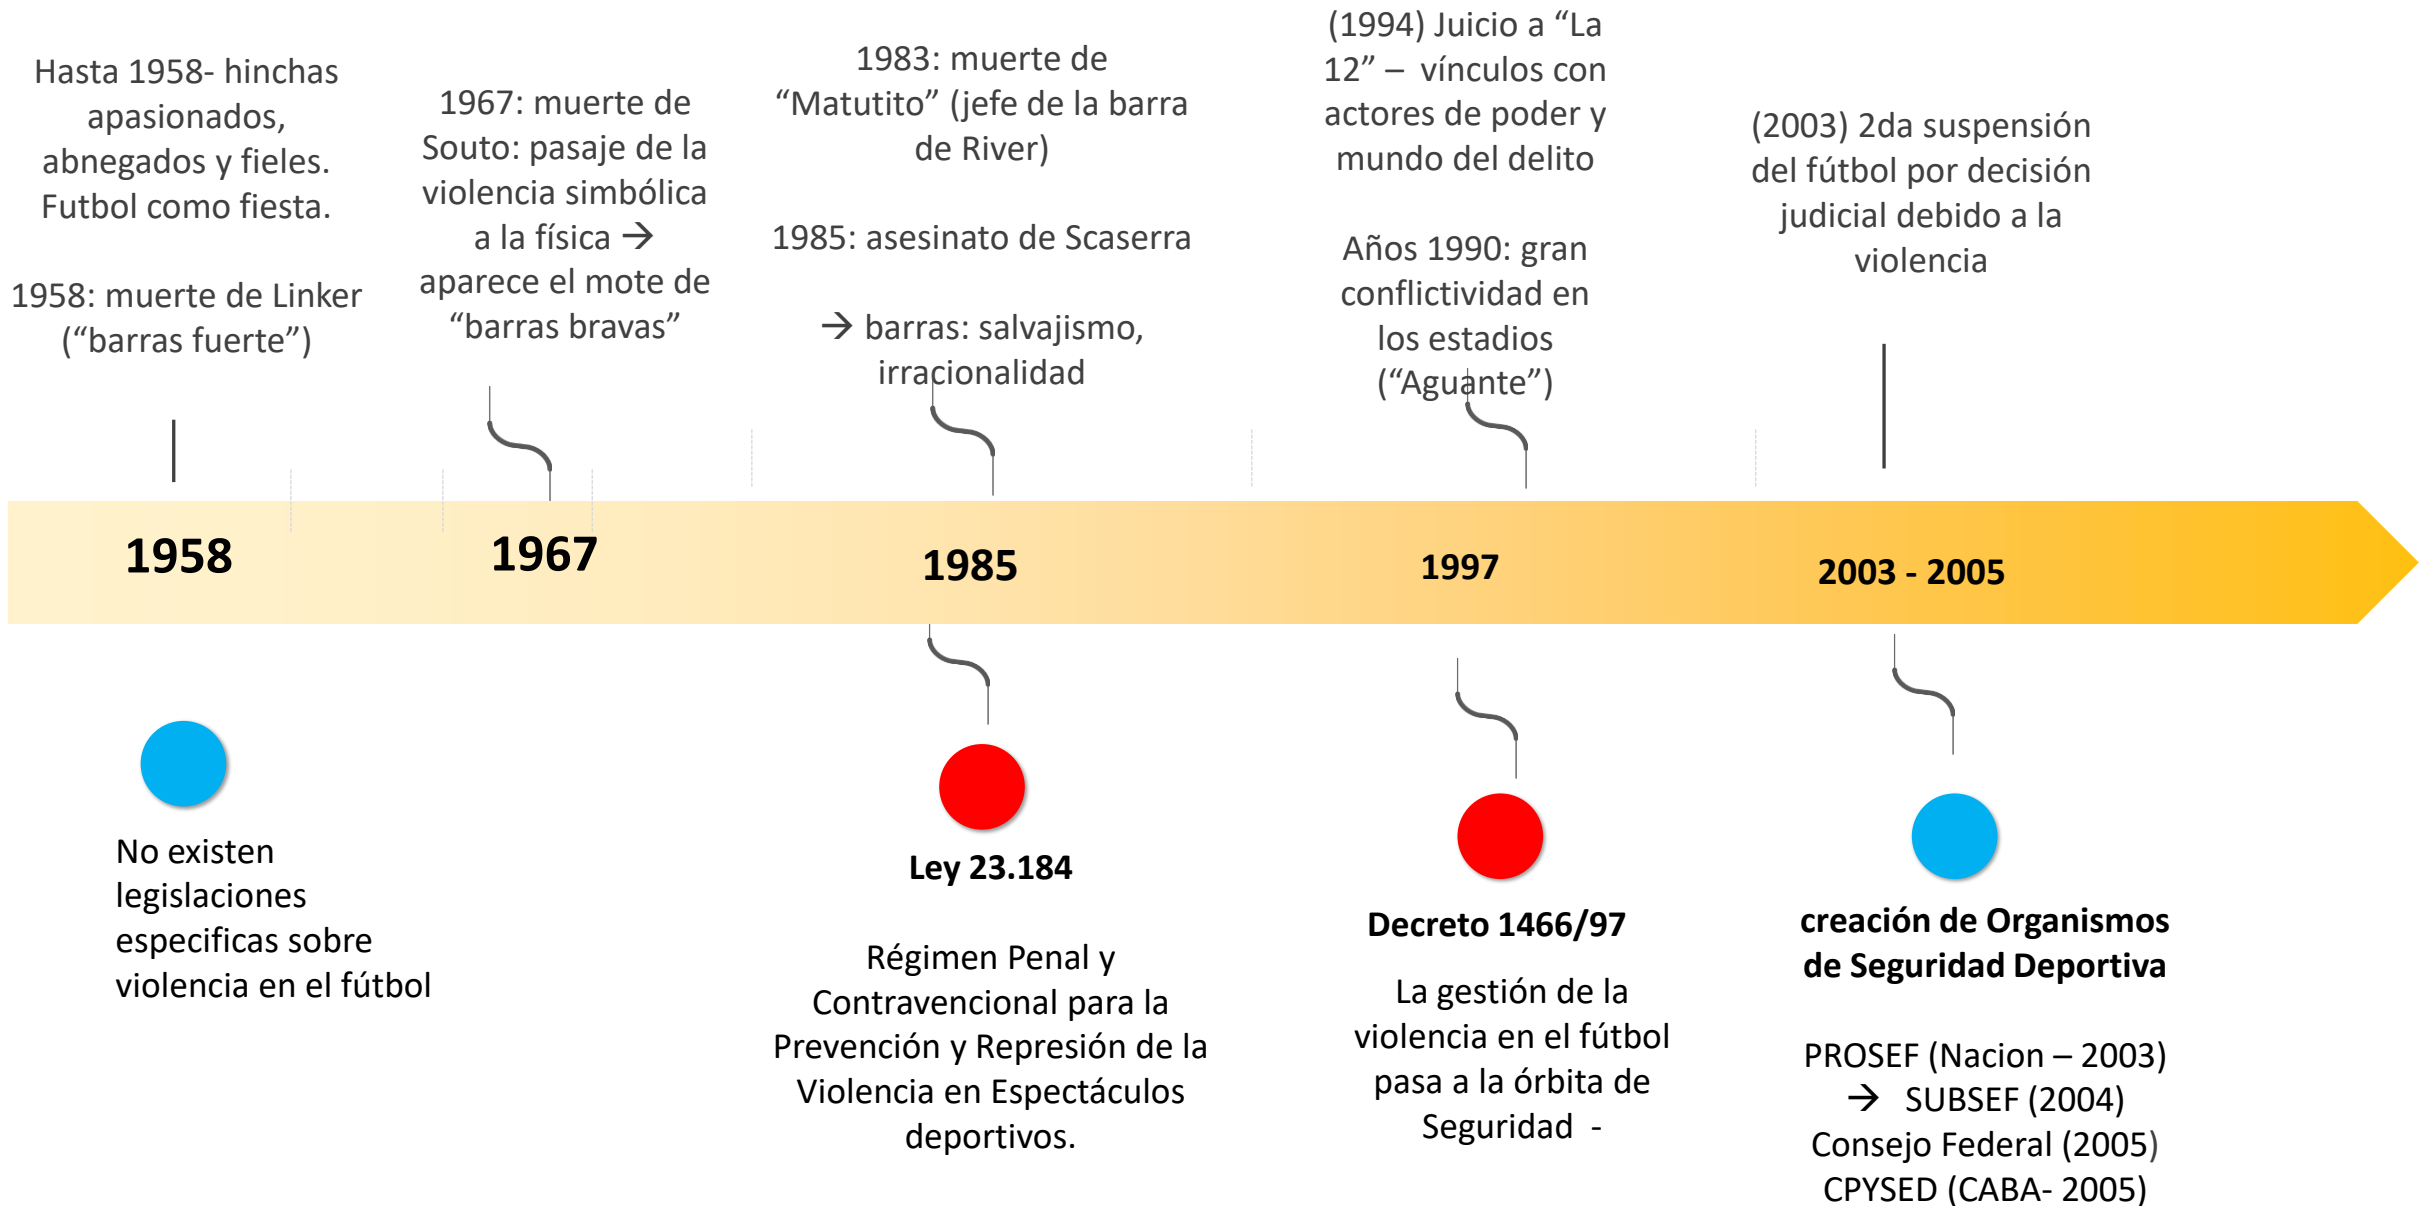 Hasta 1958- hinchas
apasionados,
abnegados y fieles.
Futbol como fiesta.
1958: muerte de Linker
(“barras fuerte”)
1967: muerte de
Souto: pasaje de la
violencia simbólica
a la física →
aparece el mote de
“barras bravas”
1983: muerte de
“Matutito” (jefe de la barra
de River)
1985: asesinato de Scaserra
→ barras: salvajismo,
irracionalidad
(1994) Juicio a “La
12” – vínculos con
actores de poder y
mundo del delito
Años 1990: gran
conflictividad en
los estadios
(“Aguante”)
(2003) 2da suspensión
del fútbol por decisión
judicial debido a la
violencia
1958
1967
1985
1997
2003 - 2005
No existen
legislaciones
especificas sobre
violencia en el fútbol
Ley 23.184
Régimen Penal y
Contravencional para la
Prevención y Represión de la
Violencia en Espectáculos
deportivos.
Decreto 1466/97
La gestión de la
violencia en el fútbol
pasa a la órbita de
Seguridad -
creación de Organismos
de Seguridad Deportiva
PROSEF (Nacion – 2003)
→ SUBSEF (2004)
Consejo Federal (2005)
CPYSED (CABA- 2005)